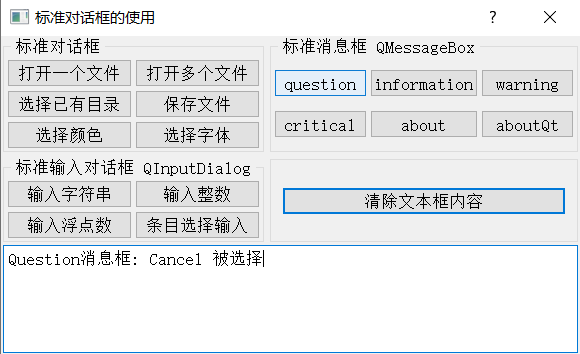 标准对话框的使用
?
标准对话框
打开一个文件 打开多个文件
选择已有目录 保存文件
选择颜色 选择字体
标准消息框 QMessageBox
question information warning
critical about aboutQt
标准输入对话框 QInputDialog
输入字符串 输入整数
输入浮点数 条目选择输入
清除文本框内容
Question消息框: Cancel 被选择